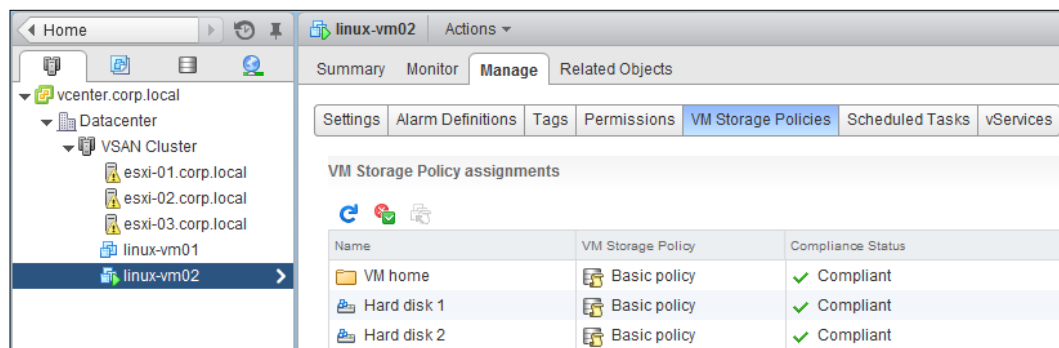 Home
linux-vm02 Actions
Summary Monitor Manage Related Objects
vcenter.corp.local
Settings Alarm Definitions Tags Permissions VM Storage Policies Scheduled Tasks vServices
Datacenter
VSAN Cluster
VM Storage Policy assignments
esxi-01.corp.local
esxi-02.corp.local
esxi-03.corp.local
linux-vm01
linux-vm02
Name VM Storage Policy Compliance Status
VM home Basic policy Compliant
Hard disk 1 Basic policy Compliant
Hard disk 2 Basic policy Compliant